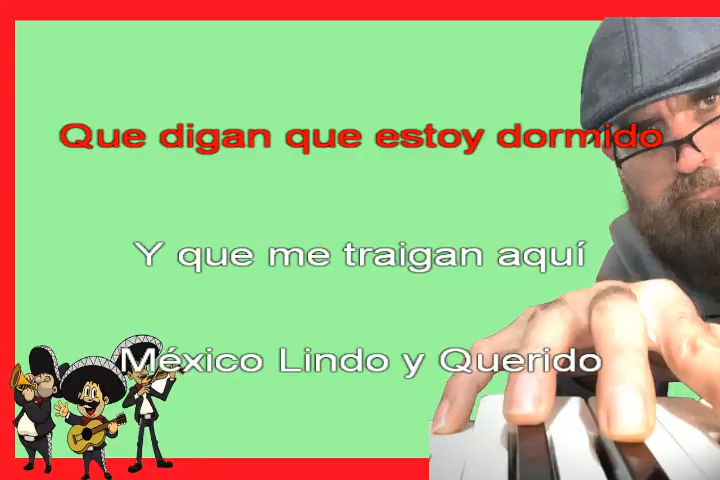 Que digan que estoy dormido
Y que me traigan aquí
México Lindo y Querido